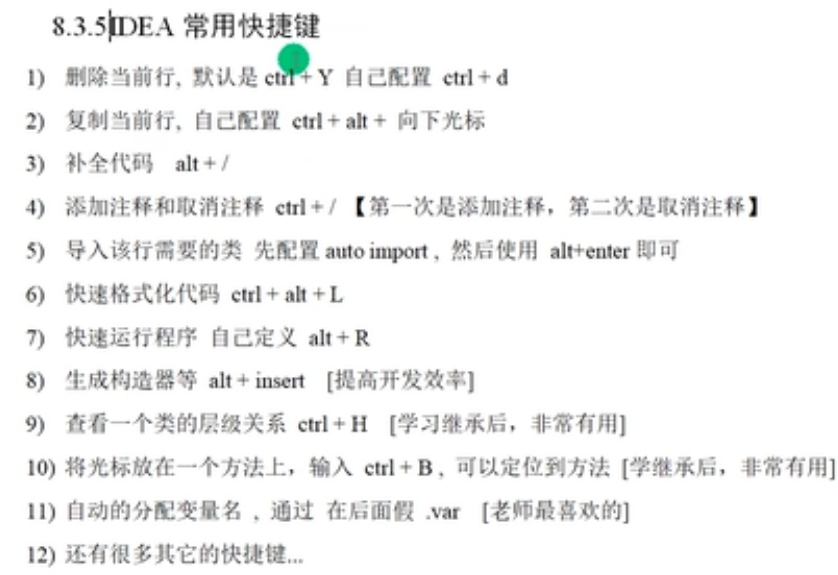 8.3.5IDEA 常用快捷键
1) 删除当前行, 默认是 ctrl + Y 自己配置 ctrl + d
2) 复制当前行, 自己配置 ctrl + alt + 向下光标
3) 补全代码 alt + /
4) 添加注释和取消注释 ctrl + / 【第一次是添加注释，第二次是取消注释】
5) 导入该行需要的类 先配置 auto import , 然后使用 alt+enter 即可
6) 快速格式化代码 ctrl + alt + L
7) 快速运行程序 自己定义 alt + R
8) 生成构造器等 alt + insert [提高开发效率]
9) 查看一个类的层级关系 ctrl + H [学习继承后，非常有用]
10) 将光标放在一个方法上，输入 ctrl + B , 可以定位到方法 [学继承后，非常有用]
11) 自动的分配变量名 , 通过 在后面假 .var [老师最喜欢的]
12) 还有很多其它的快捷键...